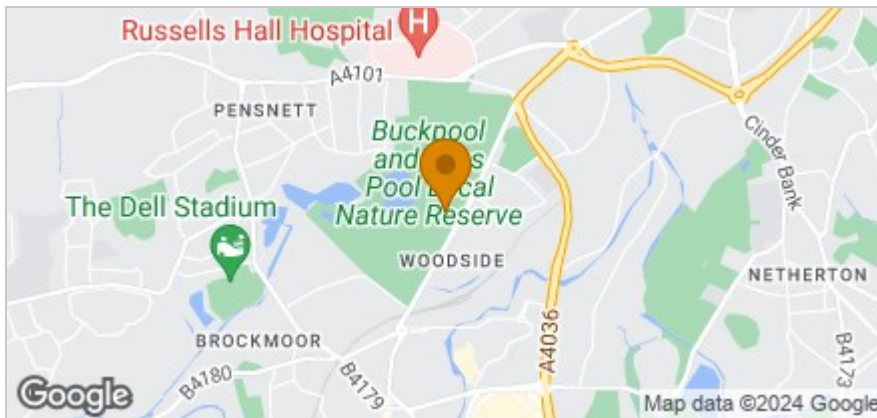 Russells Hall Hospital
H
A4101
PENSNETT
Buckpool
and
Pool
Nature Reserve
The Dell Stadium
WOODSIDE
Cinder Bank
NETHERTON
A4036
BROCKMOOR
B4180
B4179
B4173
Google
Map data ©2024 Google